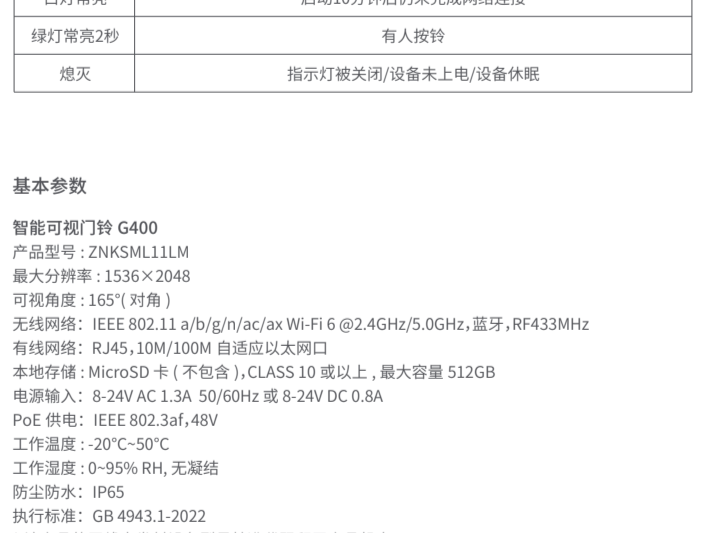 绿灯常亮2秒 有人按铃
熄灭 指示灯被关闭/设备未上电/设备休眠
基本参数
智能可视门铃 G400
产品型号 : ZNKSML11LM
最大分辨率 : 1536×2048
可视角度 : 165°( 对角 )
无线网络：IEEE 802.11 a/b/g/n/ac/ax Wi-Fi 6 @2.4GHz/5.0GHz，蓝牙，RF433MHz
有线网络：RJ45，10M/100M 自适应以太网口
本地存储 : MicroSD 卡 ( 不包含 )，CLASS 10 或以上 , 最大容量 512GB
电源输入：8-24V AC 1.3A 50/60Hz 或 8-24V DC 0.8A
PoE 供电：IEEE 802.3af，48V
工作温度 : -20°C~50°C
工作湿度 : 0~95% RH, 无凝结
防尘防水：IP65
执行标准：GB 4943.1-2022